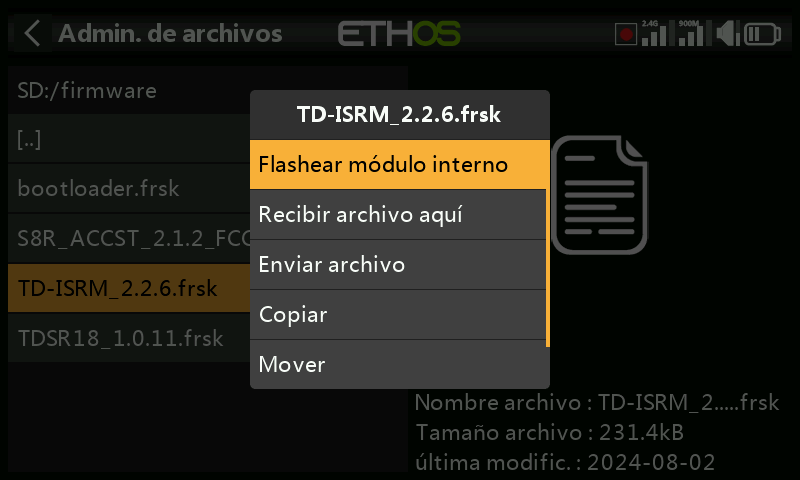 Admin. de archivos
ETHOS
2.4G
900M
SD:/firmware
[..]
bootloader.frsk
S8R_ACCST_2.1.2_FCC
TD-ISRM_2.2.6.frsk
TDSR18_1.0.11.frsk
TD-ISRM_2.2.6.frsk
Flashear módulo interno
Recibir archivo aquí
Enviar archivo
Copiar
Mover
Nombre archivo : TD-ISRM_2.....frsk
Tamaño archivo : 231.4kB
última modific. : 2024-08-02